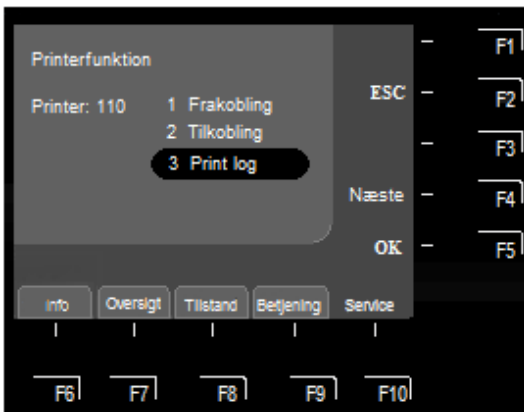 Printerfunktion
Printer: 110
1 Frakobling
2 Tilkobling
3 Print log
ESC
Næste
OK
Info Oversigt Tilstand Betjening Service
F1
F2
F3
F4
F5
F6 F7 F8 F9 F10